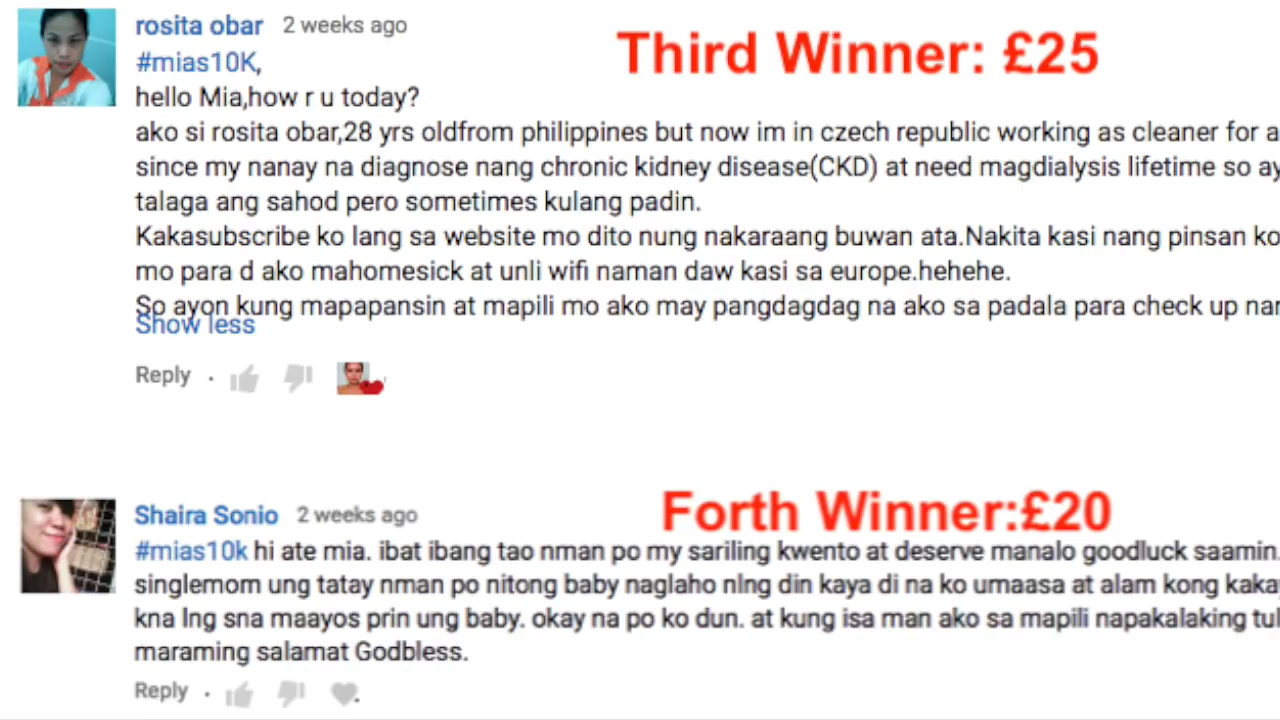 rosita obar 2 weeks ago
Third Winner: £25
#mias10K,
hello Mia,how r u today?
ako si rosita obar,28 yrs oldfrom philippines but now im in czech republic working as cleaner for a
since my nanay na diagnose nang chronic kidney disease(CKD) at need magdialysis lifetime so ay
talaga ang sahod pero sometimes kulang padin.
Kakasubscribe ko lang sa website mo dito nung nakaraang buwan ata.Nakita kasi nang pinsan ko
mo para d ako mahomesick at unli wifi naman daw kasi sa europe.hehehe.
So ayon kung mapapansin at mapili mo ako may pangdagdag na ako sa padala para check up nan
Show less
Reply
Shaira Sonio 2 weeks ago
Forth Winner:£20
#mias10k hi ate mia. ibat ibang tao nman po my sariling kwento at deserve manalo goodluck saamin.
singlemom ung tatay nman po nitong baby naglaho nlng din kaya di na ko umaasa at alam kong kaka
kna lng sna maayos prin ung baby. okay na po ko dun. at kung isa man ako sa mapili napakalaking tul
maraming salamat Godbless.
Reply